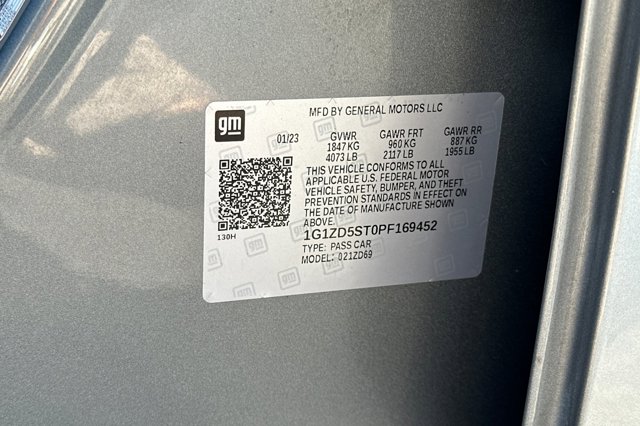 MFD BY GENERAL MOTORS LLC
gm
01/23 GVWR GAWR FRT GAWR RR
1847 KG 960 KG 887 KG
4073 LB 2117 LB 1955 LB
THIS VEHICLE CONFORMS TO ALL
APPLICABLE U.S. FEDERAL MOTOR
VEHICLE SAFETY, BUMPER, AND THEFT
PREVENTION STANDARDS IN EFFECT ON
THE DATE OF MANUFACTURE SHOWN
ABOVE.
130H
1G1ZD5ST0PF169452
TYPE: PASS CAR
MODEL: 021ZD69